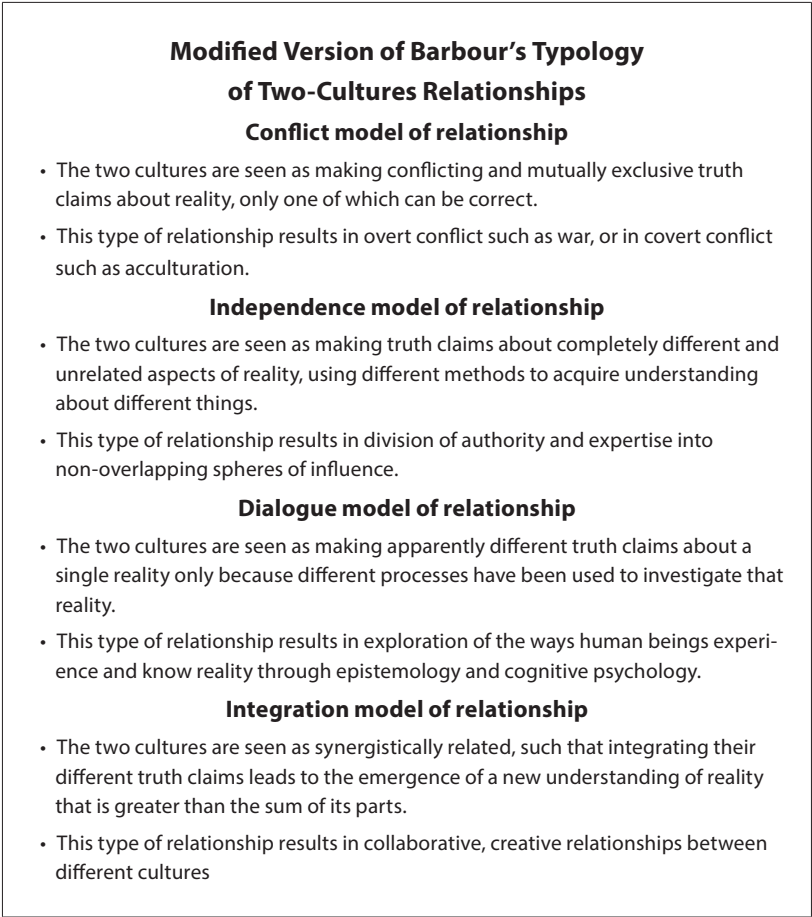 Modified Version of Barbour's Typology
of Two-Cultures Relationships
Conflict model of relationship
• The two cultures are seen as making conflicting and mutually exclusive truth
claims about reality, only one of which can be correct.
• This type of relationship results in overt conflict such as war, or in covert conflict
such as acculturation.
Independence model of relationship
• The two cultures are seen as making truth claims about completely different and
unrelated aspects of reality, using different methods to acquire understanding
about different things.
• This type of relationship results in division of authority and expertise into
non-overlapping spheres of influence.
Dialogue model of relationship
• The two cultures are seen as making apparently different truth claims about a
single reality only because different processes have been used to investigate that
reality.
• This type of relationship results in exploration of the ways human beings experi-
ence and know reality through epistemology and cognitive psychology.
Integration model of relationship
• The two cultures are seen as synergistically related, such that integrating their
different truth claims leads to the emergence of a new understanding of reality
that is greater than the sum of its parts.
• This type of relationship results in collaborative, creative relationships between
different cultures